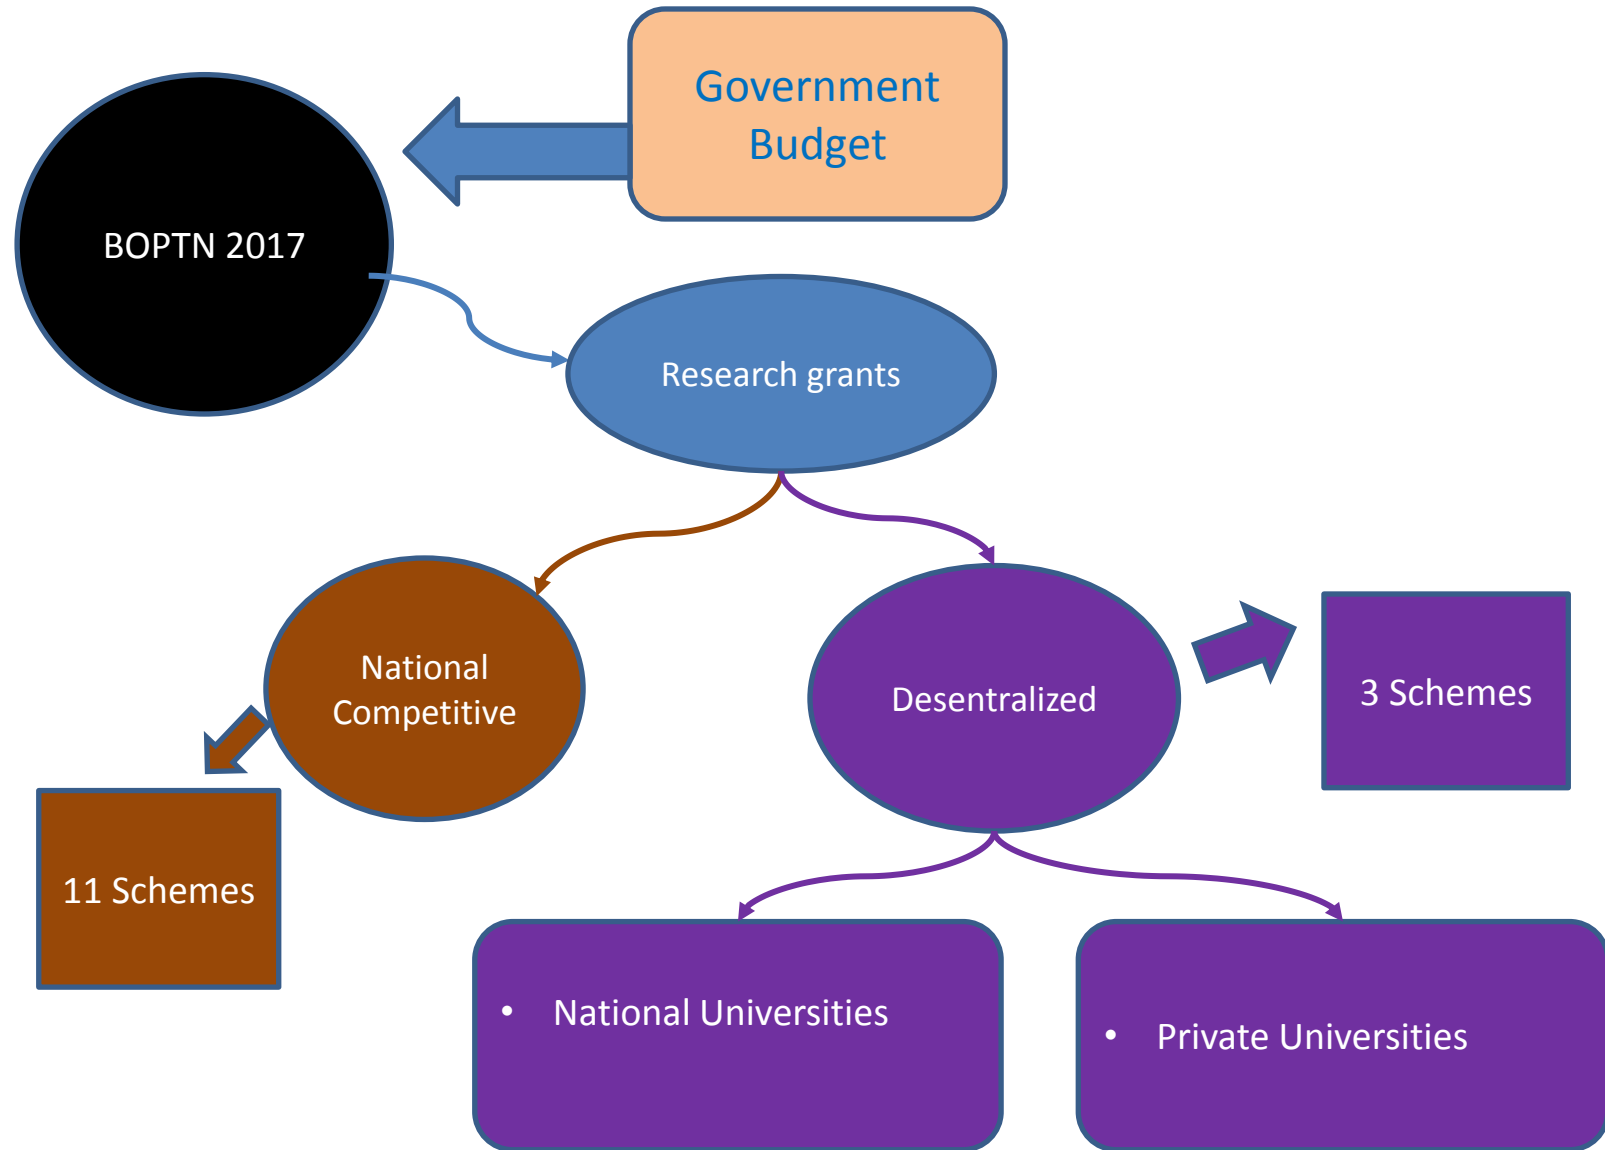 Government
Budget
BOPTN 2017
Research grants
National
Competitive
Desentralized
3 Schemes
11 Schemes
• National Universities
• Private Universities